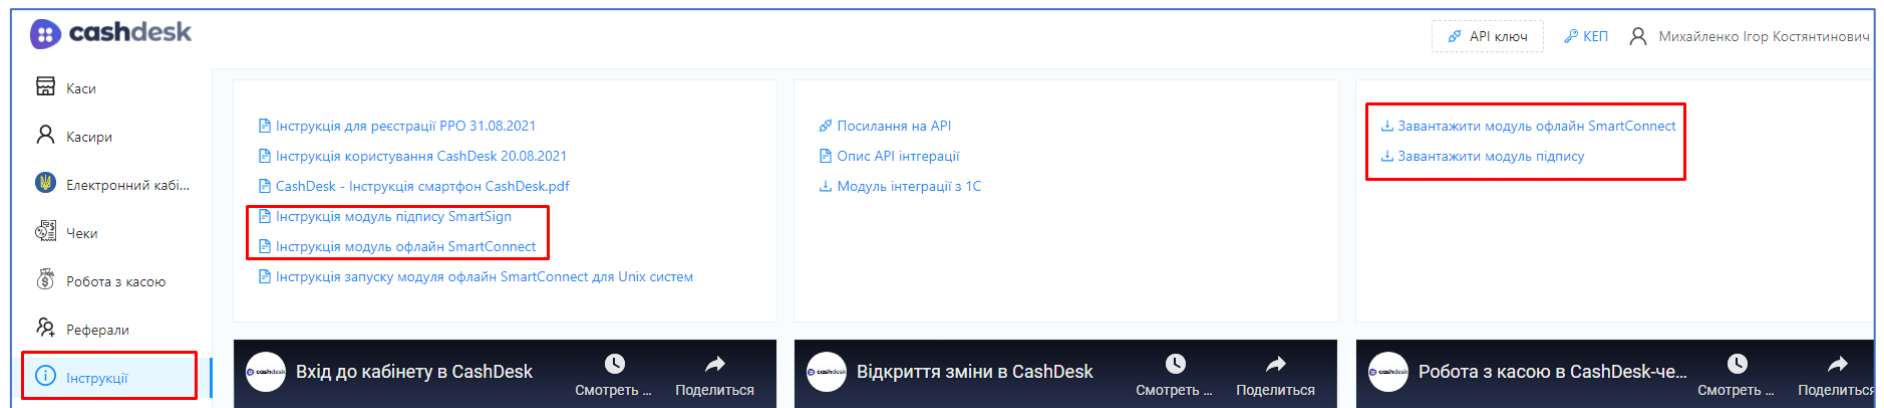 cashdesk
API ключ
КЕП
Михайленко Ігор Костянтинович
Каси
Касири
Електронний кабі...
Чеки
Робота з касою
Реферали
Інструкції
Інструкція для реєстрації РРО 31.08.2021
Інструкція користування CashDesk 20.08.2021
CashDesk - Інструкція смартфон CashDesk.pdf
Інструкція модуль підпису SmartSign
Інструкція модуль офлайн SmartConnect
Інструкція запуску модуля офлайн SmartConnect для Unix систем
Посилання на API
Опис API інтгерації
Модуль інтеграції з 1С
Завантажити модуль офлайн SmartConnect
Завантажити модуль підпису
Вхід до кабінету в CashDesk
Смотреть ...
Поделиться
Відкриття зміни в CashDesk
Смотреть ...
Поделиться
Робота з касою в CashDesk-че...
Смотреть ...
Поделиться